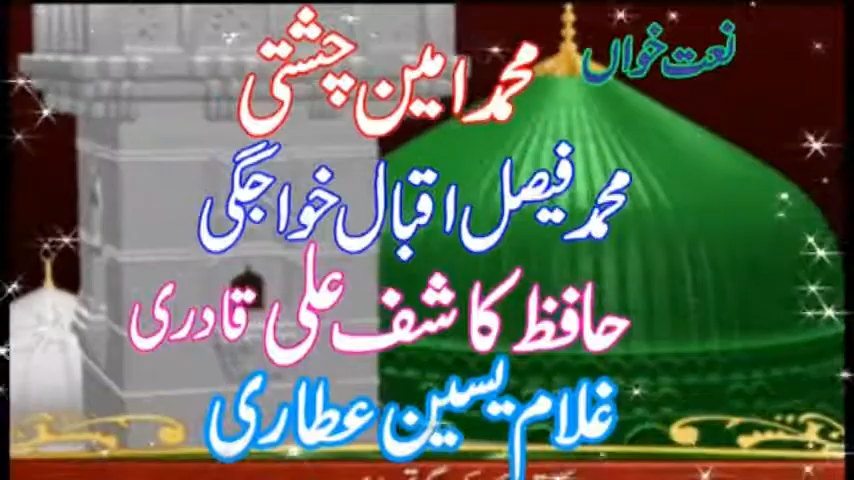 نعت خواں
محمد امین چشتی
محمد فیصل اقبال خواجگی
حافظ کاشف علی قادری
غلام یسین عطاری